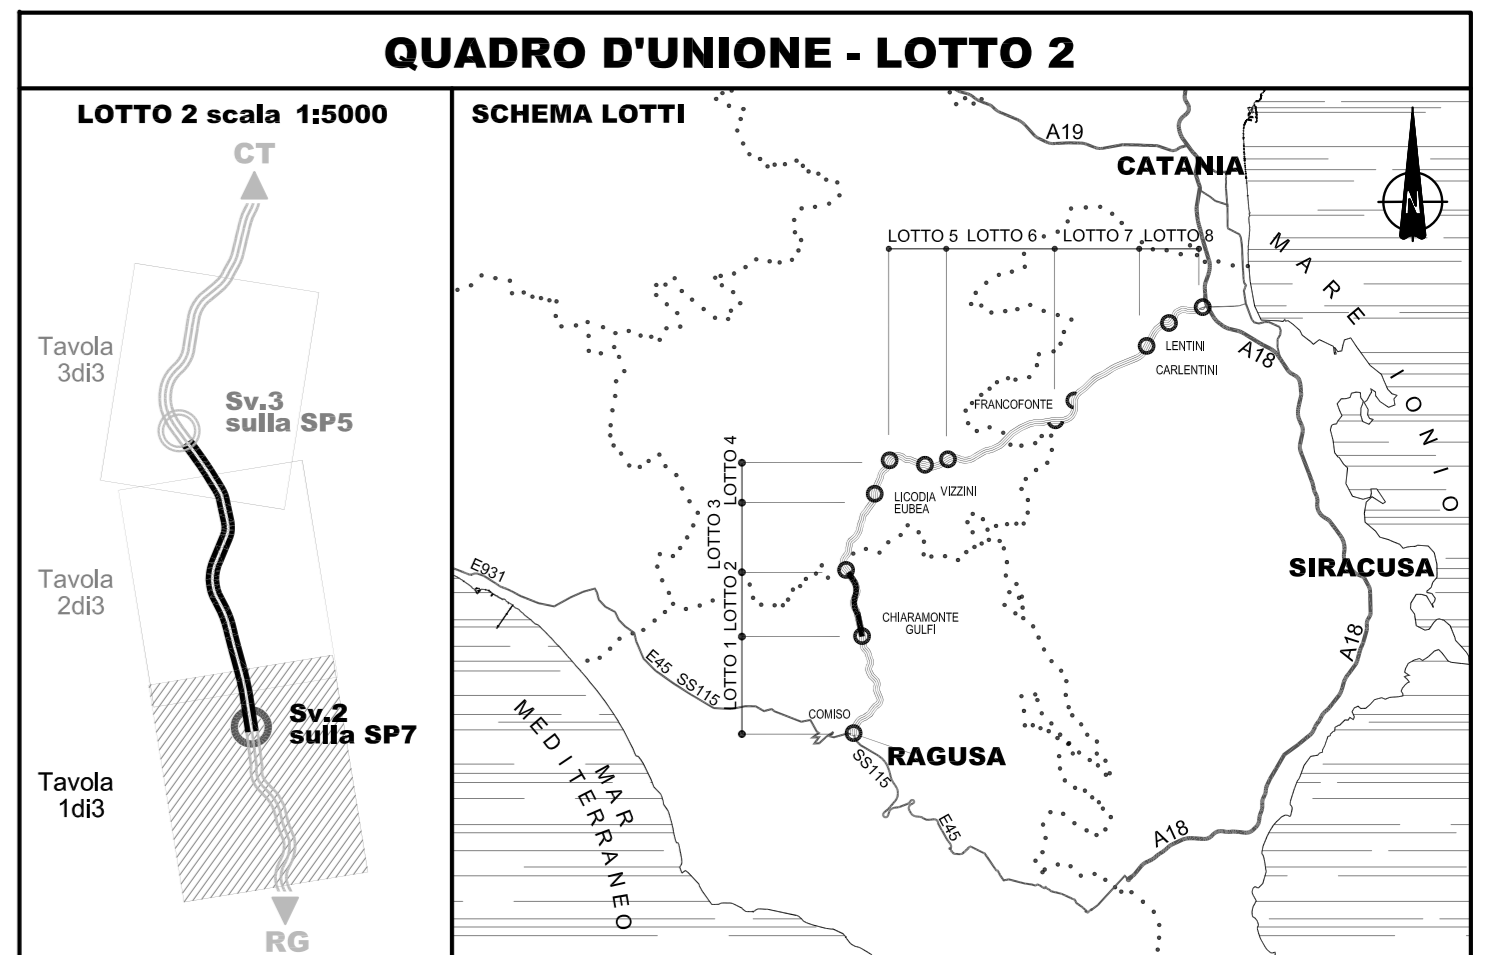 QUADRO D'UNIONE - LOTTO 2
LOTTO 2 scala 1:5000
CT
Tavola
3di3
Sv.3
sulla SP5
Tavola
2di3
Sv.2
sulla SP7
Tavola
1di3
RG
SCHEMA LOTTI
A19
CATANIA
N
LOTTO 5
LOTTO 6
LOTTO 7
LOTTO 8
MARE IONIO
LENTINI
CARLENTINI
A18
FRANCOFONTE
LOTTO 4
LOTTO 3
LOTTO 2
LOTTO 1
LICODIA
EUBEA
VIZZINI
E931
SIRACUSA
CHIARAMONTE
GULFI
A18
E45
SS115
COMISO
RAGUSA
SS115
MAR
MEDITERRANEO
E45
A18